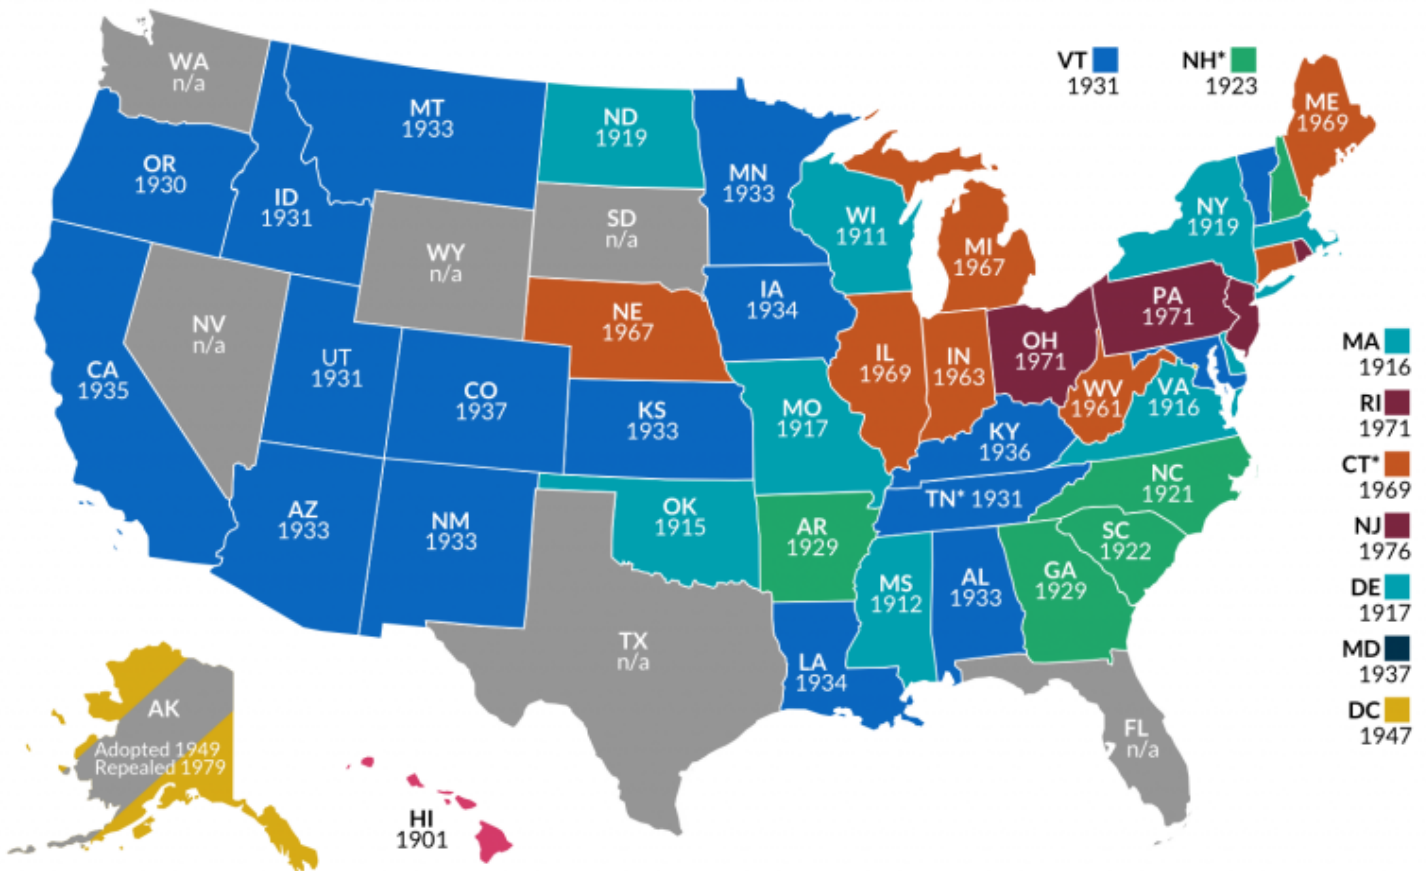 WA
n/a
VT
1931
NH*
1923
ME
1969
MT
1933
ND
1919
OR
1930
ID
1931
MN
1933
WI
1911
NY
1919
SD
n/a
WY
n/a
MI
1967
IA
1934
PA
1971
NE
1967
NV
n/a
UT
1931
CA
1935
CO
1937
KS
1933
MO
1917
IL
1969
IN
1963
OH
1971
WV
1961
VA
1916
MA
1916
RI
1971
CT*
1969
NJ
1976
DE
1917
MD
1937
DC
1947
KY
1936
TN* 1931
NC
1921
SC
1922
AZ
1933
NM
1933
OK
1915
AR
1929
MS
1912
AL
1933
GA
1929
TX
n/a
LA
1934
FL
n/a
AK
Adopted 1949
Repealed 1979
HI
1901